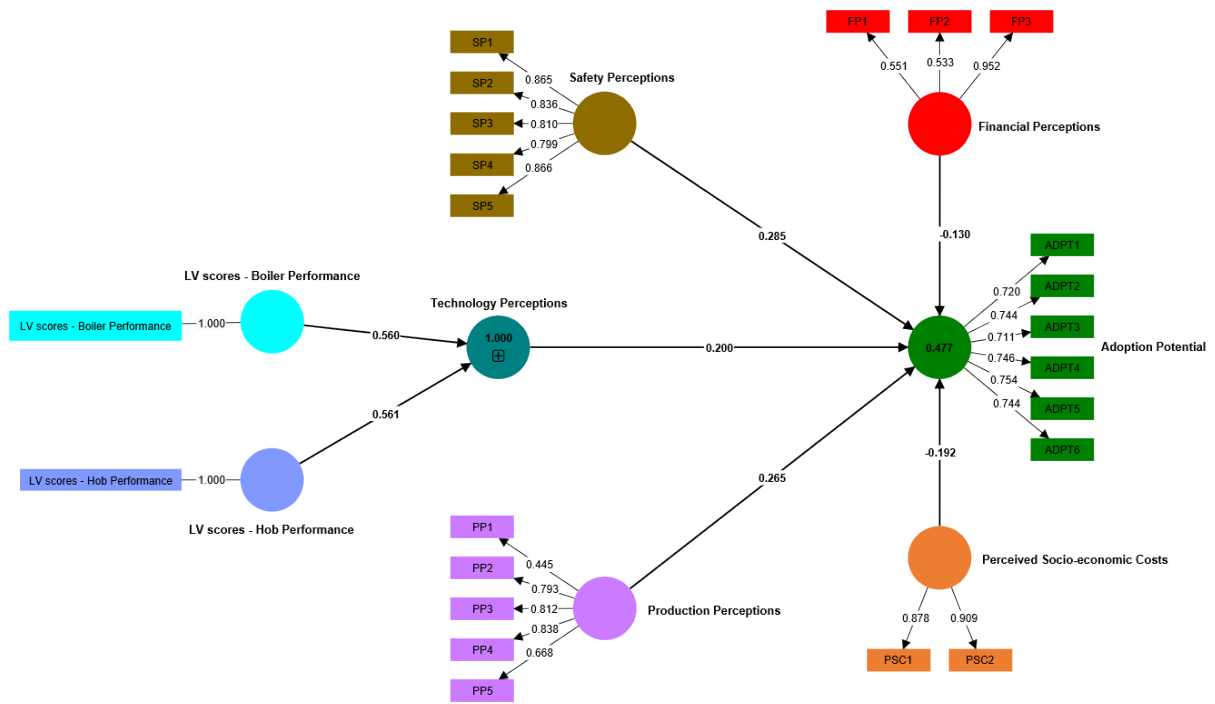 FP1
FP2
FP3
0.551
0.533
0.952
Financial Perceptions
SP1
SP2
SP3
SP4
SP5
0.865
0.836
0.810
0.799
0.866
Safety Perceptions
0.285
-0.130
LV scores - Boiler Performance
LV scores - Boiler Performance
1.000
0.560
Technology Perceptions
1.000
0.200
0.477
ADPT1
ADPT2
ADPT3
ADPT4
ADPT5
ADPT6
0.720
0.744
0.711
0.746
0.754
0.744
Adoption Potential
0.561
LV scores - Hob Performance
1.000
LV scores - Hob Performance
0.265
-0.192
PP1
PP2
PP3
PP4
PP5
0.445
0.793
0.812
0.838
0.668
Production Perceptions
Perceived Socio-economic Costs
0.878
0.909
PSC1
PSC2